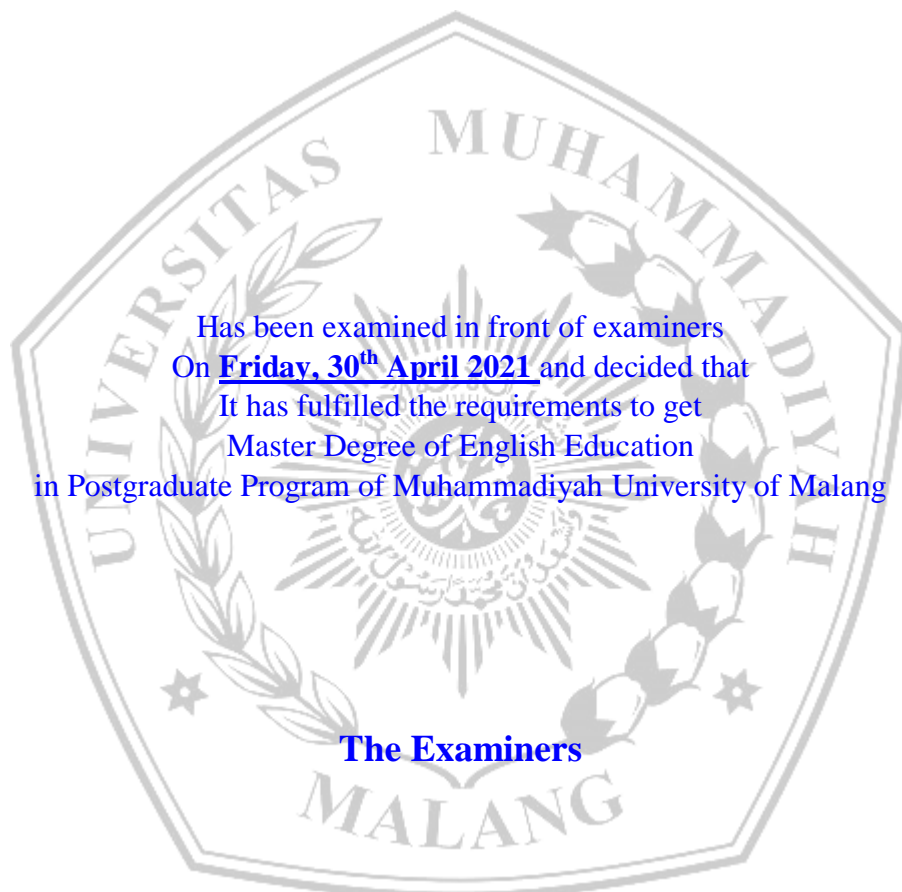 UNIVERSITAS MUHAMMADIYAH
Has been examined in front of examiners
On Friday, 30th April 2021 and decided that
It has fulfilled the requirements to get
Master Degree of English Education
in Postgraduate Program of Muhammadiyah University of Malang
The Examiners
MALANG